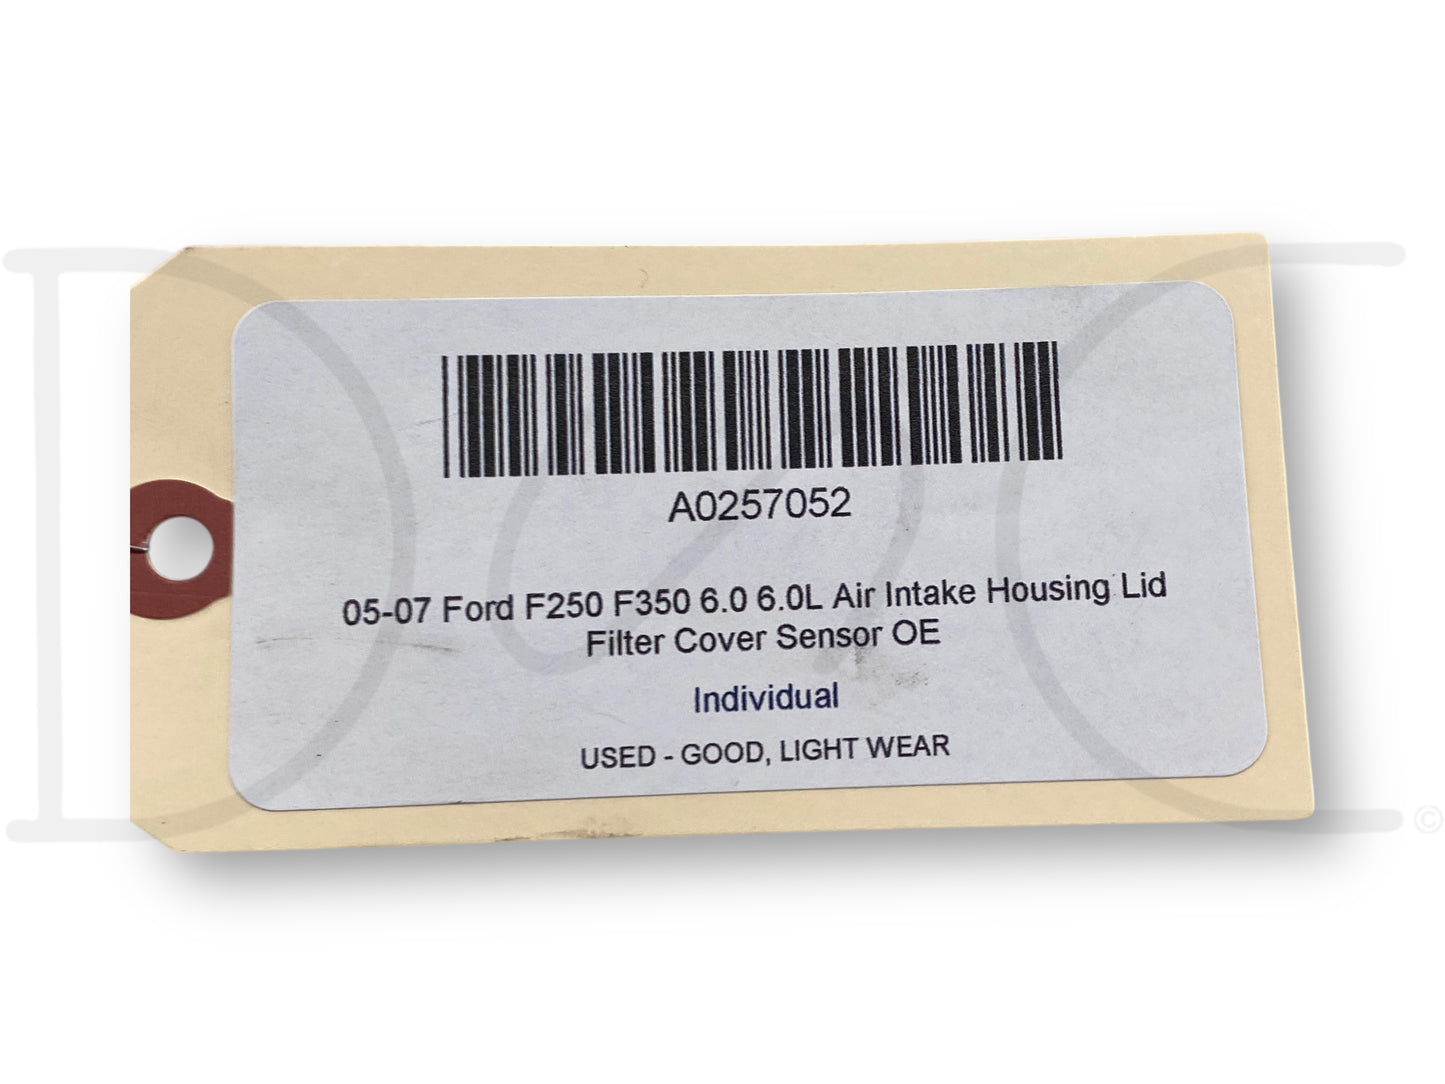 A0257052
05-07 Ford F250 F350 6.0 6.0L Air Intake Housing Lid
Filter Cover Sensor OE
Individual
USED - GOOD, LIGHT WEAR
©